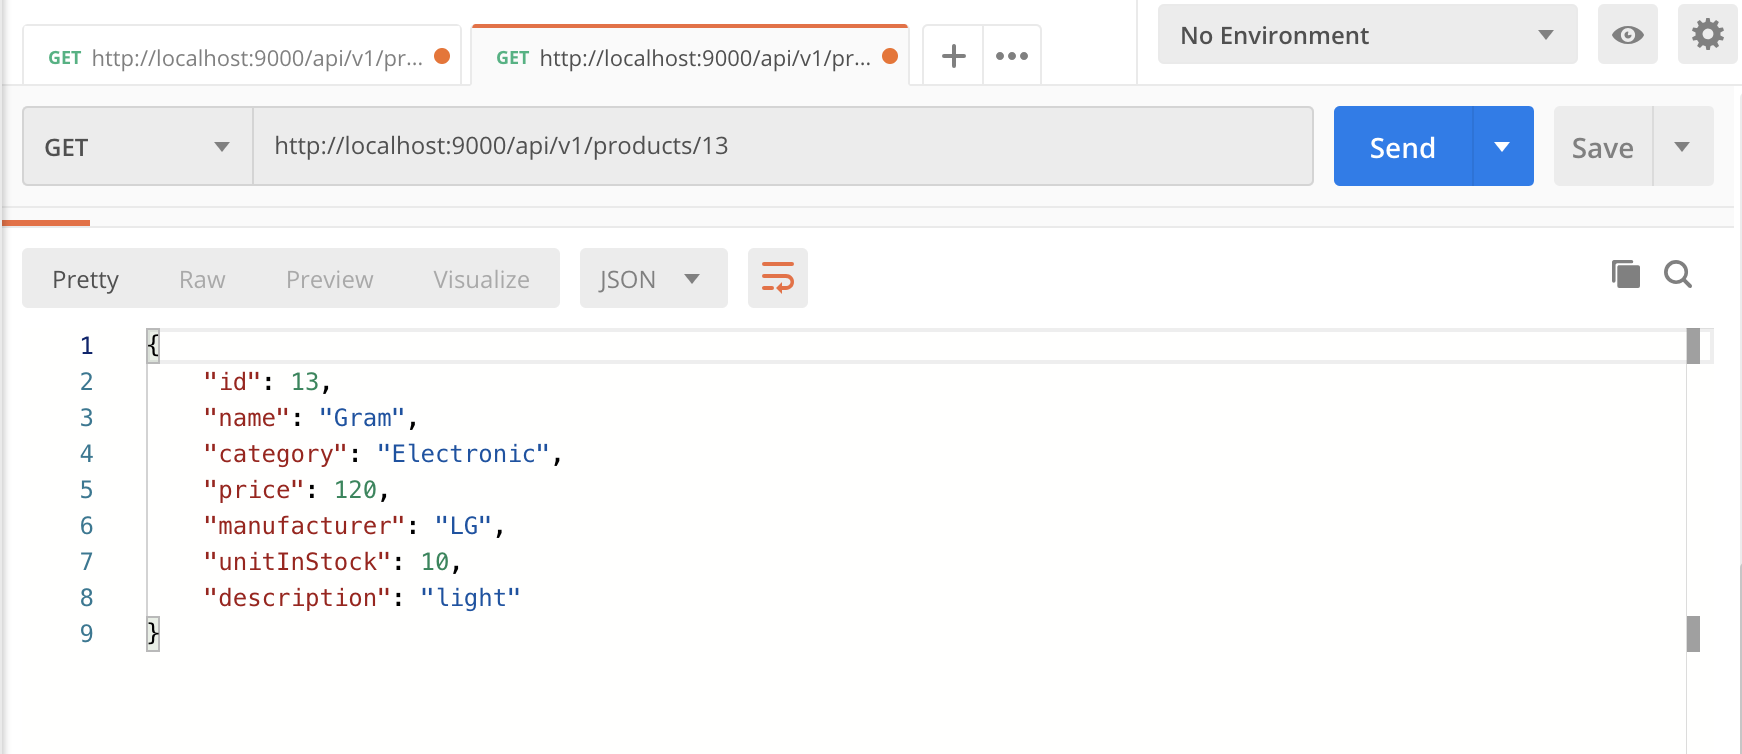 GET http://localhost:9000/api/v1/pr...
GET http://localhost:9000/api/v1/pr...
No Environment
GET
http://localhost:9000/api/v1/products/13
Send
Save
Pretty
Raw
Preview
Visualize
JSON
1 {
2 "id": 13,
3 "name": "Gram",
4 "category": "Electronic",
5 "price": 120,
6 "manufacturer": "LG",
7 "unitInStock": 10,
8 "description": "light"
9 }